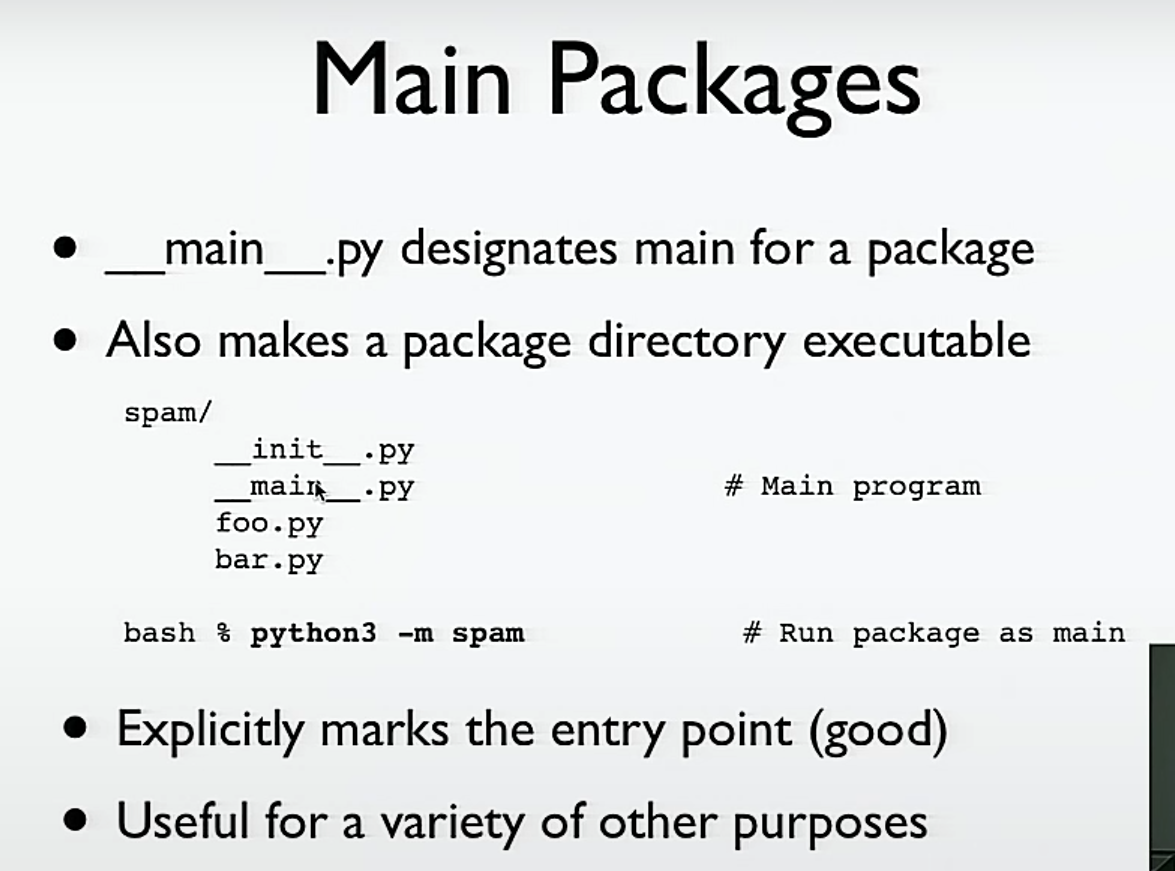 Main Packages
• __main__.py designates main for a package
• Also makes a package directory executable
spam/
__init__.py
__main__.py # Main program
foo.py
bar.py
bash % python3 -m spam # Run package as main
• Explicitly marks the entry point (good)
• Useful for a variety of other purposes